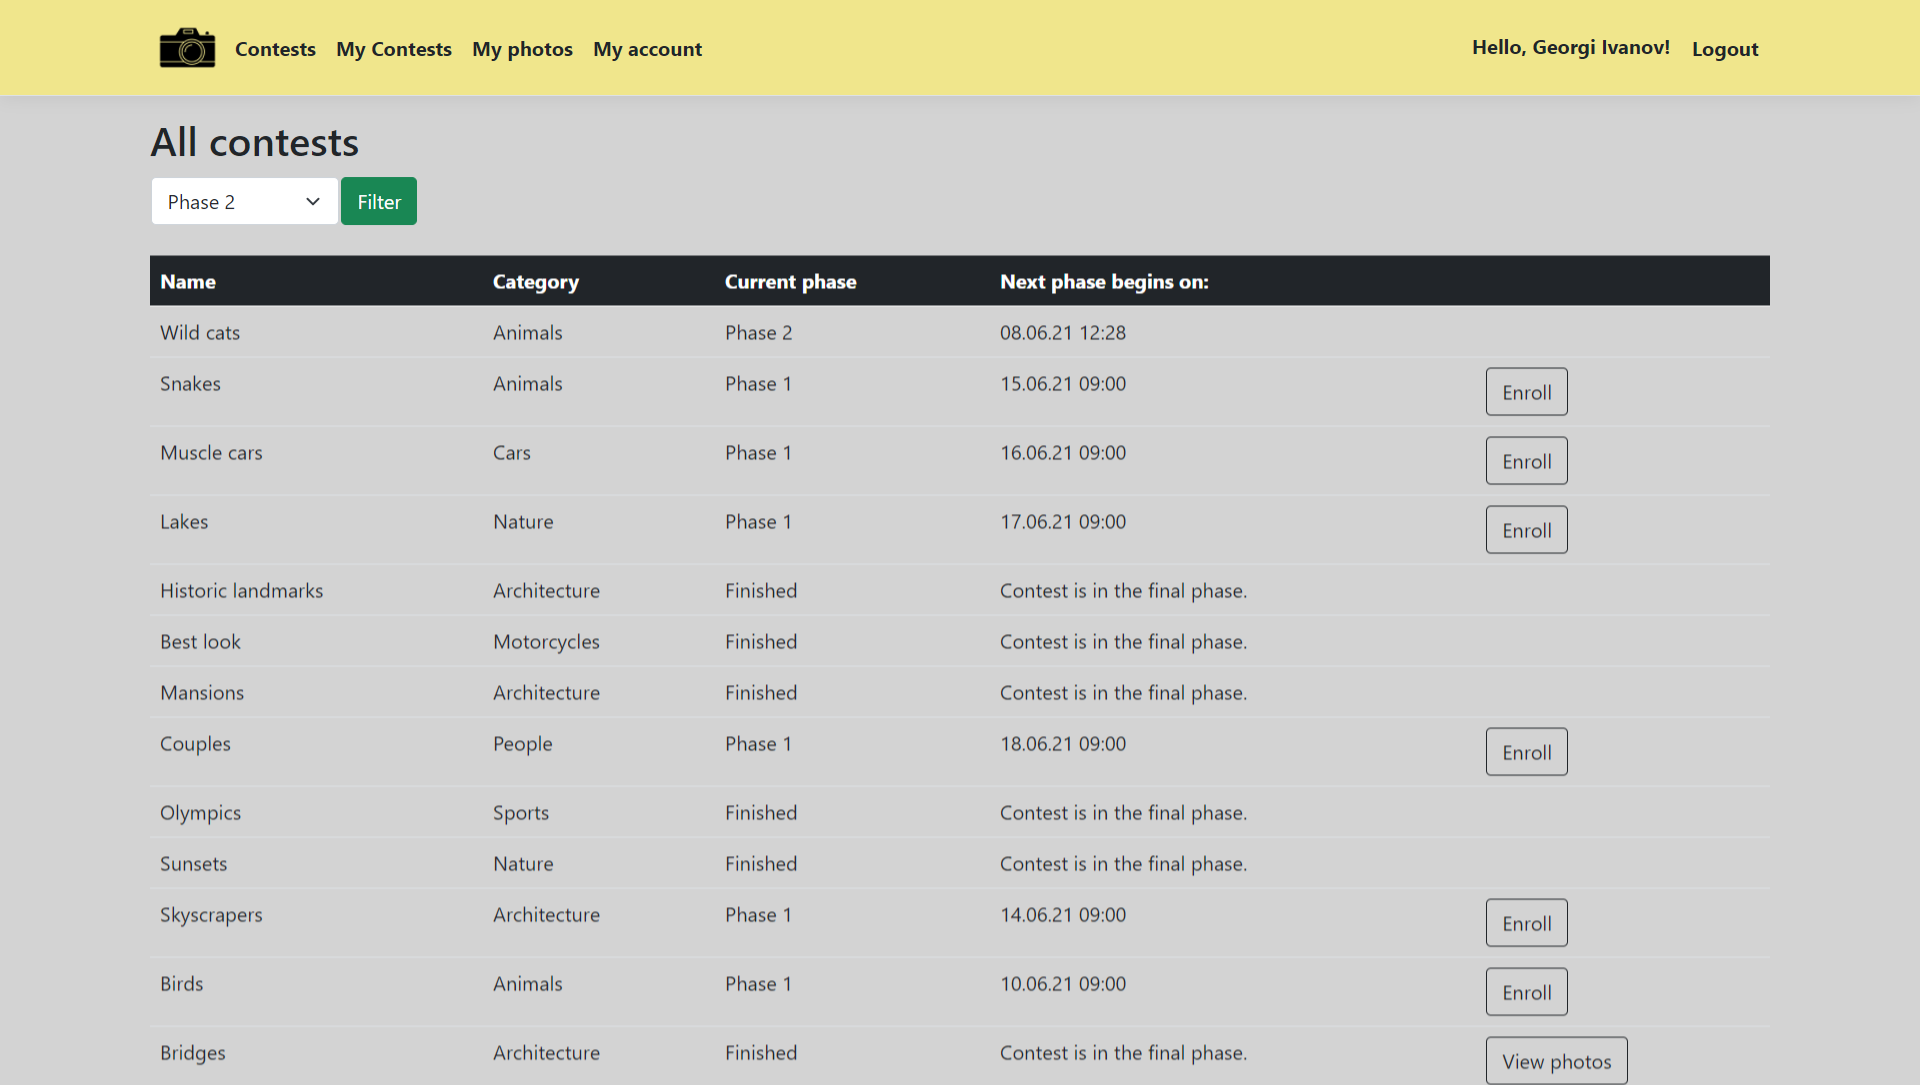 Contests My Contests My photos My account Hello, Georgi Ivanov! Logout
All contests
Phase 2 Filter
Name Category Current phase Next phase begins on:
Wild cats Animals Phase 2 08.06.21 12:28
Snakes Animals Phase 1 15.06.21 09:00 Enroll
Muscle cars Cars Phase 1 16.06.21 09:00 Enroll
Lakes Nature Phase 1 17.06.21 09:00 Enroll
Historic landmarks Architecture Finished Contest is in the final phase.
Best look Motorcycles Finished Contest is in the final phase.
Mansions Architecture Finished Contest is in the final phase.
Couples People Phase 1 18.06.21 09:00 Enroll
Olympics Sports Finished Contest is in the final phase.
Sunsets Nature Finished Contest is in the final phase.
Skyscrapers Architecture Phase 1 14.06.21 09:00 Enroll
Birds Animals Phase 1 10.06.21 09:00 Enroll
Bridges Architecture Finished Contest is in the final phase. View photos